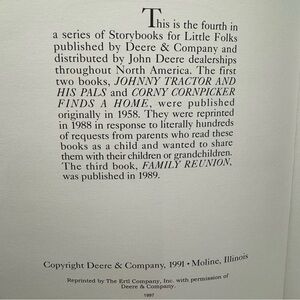 This is the fourth in
a series of Storybooks for Little Folks
published by Deere & Company and
distributed by John Deere dealerships
throughout North America. The first
two books, JOHNNY TRACTOR AND
HIS PALS and CORNY CORNPICKER
FINDS A HOME, were published
originally in 1958. They were reprinted
in 1988 in response to literally hundreds
of requests from parents who read these
books as a child and wanted to share
them with their children or grandchildren.
The third book, FAMILY REUNION,
was published in 1989.
Copyright Deere & Company, 1991 • Moline, Illinois
Reprinted by The Ertl Company, Inc. with permission of
Deere & Company.
1997